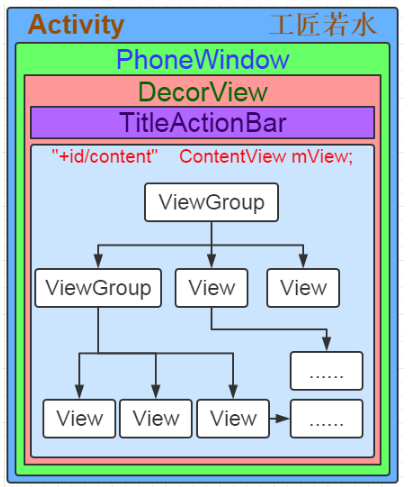 Activity 工匠若水
PhoneWindow
DecorView
TitleActionBar
"+id/content" ContentView mView;
ViewGroup
ViewGroup View View
......
View View View ......